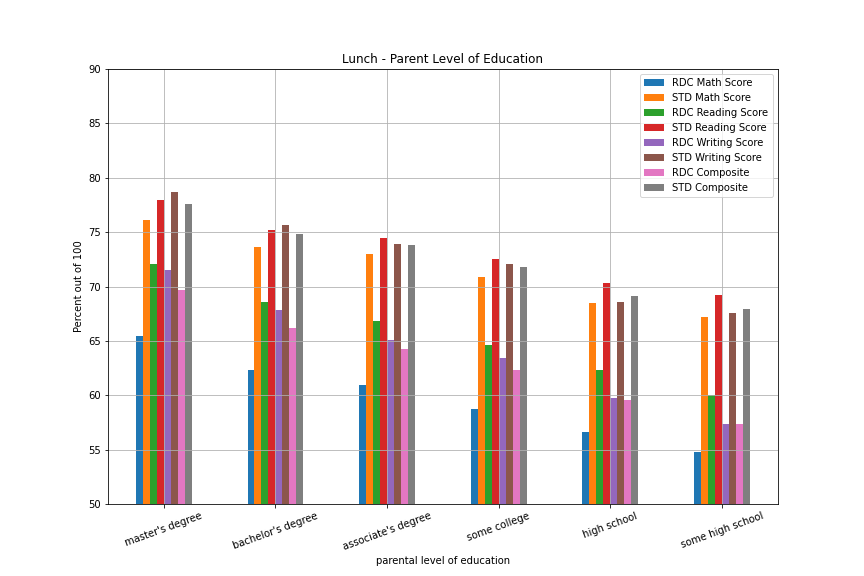 Lunch - Parent Level of Education
Percent out of 100
90
85
80
75
70
65
60
55
50
RDC Math Score
STD Math Score
RDC Reading Score
STD Reading Score
RDC Writing Score
STD Writing Score
RDC Composite
STD Composite
master's degree
bachelor's degree
associate's degree
some college
high school
some high school
parental level of education